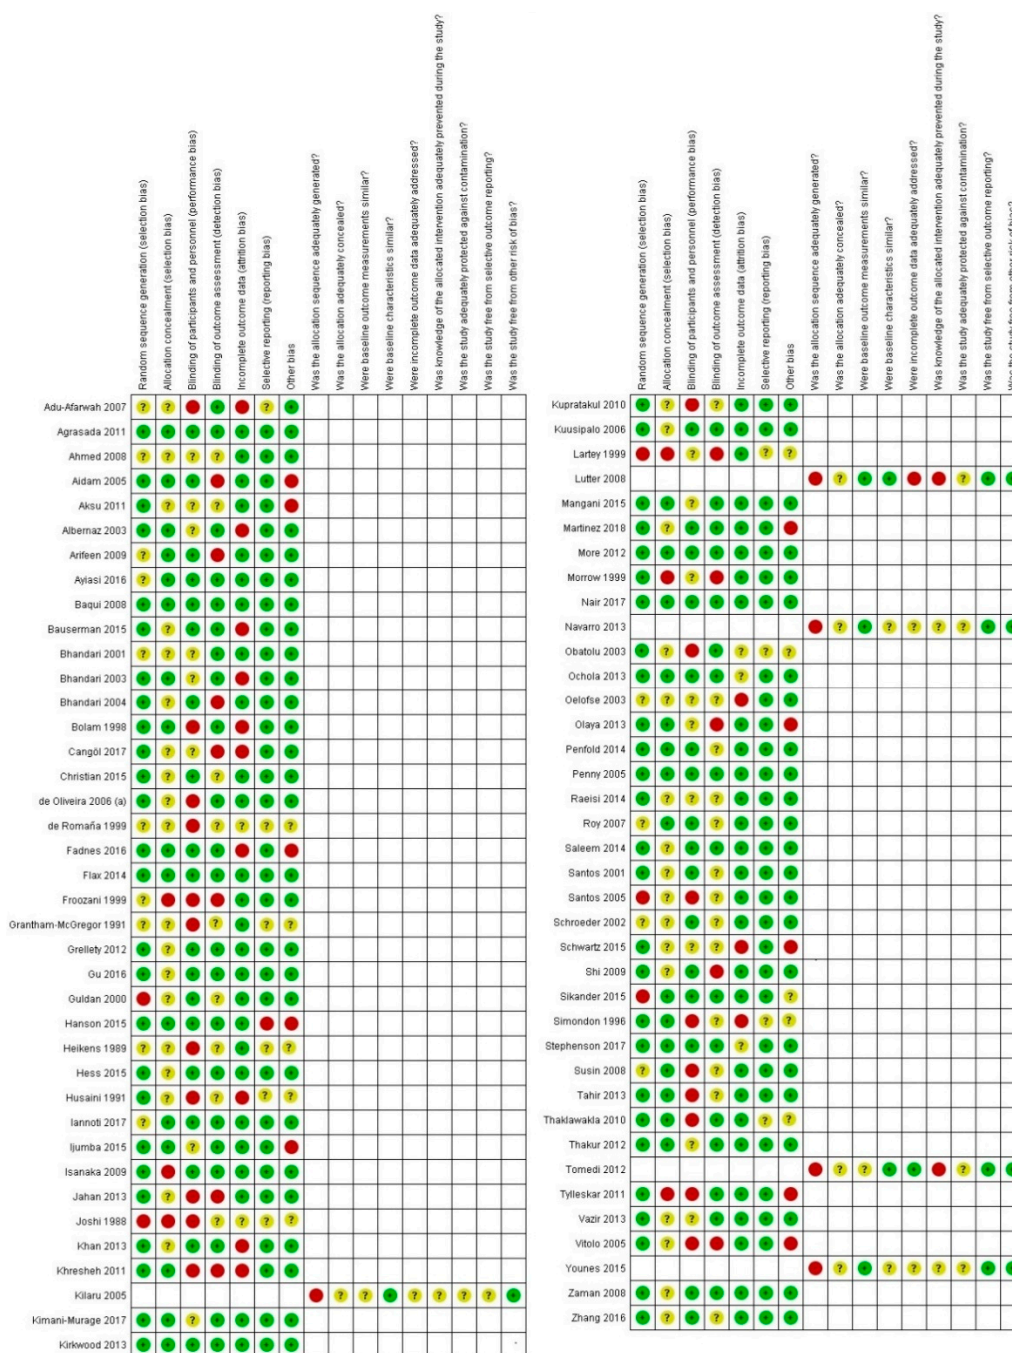 Random sequence generation (selection bias)
Allocation concealment (selection bias)
Blinding of participants and personnel (performance bias)
Blinding of outcome assessment (detection bias)
Incomplete outcome data (attrition bias)
Selective reporting (reporting bias)
Other bias
Was the allocation sequence adequately generated?
Was the allocation adequately concealed?
Were baseline outcome measurements similar?
Were baseline characteristics similar?
Were incomplete outcome data adequately addressed?
Was knowledge of the allocated intervention adequately prevented during the study?
Was the study adequately protected against contamination?
Was the study free from selective outcome reporting?
Was the study free from other risk of bias?
Adu-Afarwah 2007 ? ? ? 
Agrasada 2011
Ahmed 2008 ? ? ? ?
Aidam 2005
Aksu 2011 ? ? ?
Albernaz 2003 ?
Arifeen 2009 ?
Ayiasi 2016 ?
Baqui 2008
Bauserman 2015 ?
Bhandari 2001 ? ? ?
Bhandari 2003 ?
Bhandari 2004 ?
Bolam 1998
Cangöl 2017 ? ?
Christian 2015 ? ?
de Oliveira 2006 (a) ?
de Romaña 1999 ? ? ? ? ? ?
Fadnes 2016
Flax 2014
Froozani 1999 ?
Grantham-McGregor 1991 ? ? ? ? ?
Grellety 2012 ?
Gu 2016 ?
Guldan 2000 ? ?
Hanson 2015
Heikens 1989 ? ? ? ? ?
Hess 2015 ?
Husaini 1991 ? ? ? ?
Iannoti 2017 ?
Ijumba 2015 ?
Isanaka 2009
Jahan 2013 ?
Joshi 1988 ? ? ? ?
Khan 2013 ?
Khresheh 2011
Kilaru 2005 ? ? ? ? ? ?
Kimani-Murage 2017 ?
Kirkwood 2013
Random sequence generation (selection bias)
Allocation concealment (selection bias)
Blinding of participants and personnel (performance bias)
Blinding of outcome assessment (detection bias)
Incomplete outcome data (attrition bias)
Selective reporting (reporting bias)
Other bias
Was the allocation sequence adequately generated?
Was the allocation adequately concealed?
Were baseline outcome measurements similar?
Were baseline characteristics similar?
Were incomplete outcome data adequately addressed?
Was knowledge of the allocated intervention adequately prevented during the study?
Was the study adequately protected against contamination?
Was the study free from selective outcome reporting?
Was the study free from other risk of bias?
Kupratakul 2010 ? ?
Kuusipalo 2006 ?
Lartey 1999 ? ? ?
Lutter 2008 ? ?
Mangani 2015 ?
Martinez 2018 ?
More 2012
Morrow 1999 ?
Nair 2017
Navarro 2013 ? ? ? ? ?
Obatolu 2003 ? ? ? ?
Ochola 2013 ?
Oelofse 2003 ? ? ? ?
Olaya 2013 ?
Penfold 2014 ?
Penny 2005
Raeisi 2014 ? ? ?
Roy 2007 ? ?
Saleem 2014 ?
Santos 2001 ? ?
Santos 2005 ? ?
Schroeder 2002 ? ? ?
Schwartz 2015 ? ? ?
Shi 2009 ?
Sikander 2015 ?
Simondon 1996 ? ? ?
Stephenson 2017 ?
Susin 2008 ? ?
Tahir 2013 ?
Thaklawakla 2010 ? ?
Thakur 2012 ?
Tomedi 2012 ? ? ?
Tylleskar 2011
Vazir 2013 ? ?
Vitolo 2005 ?
Younes 2015 ? ? ? ? ?
Zaman 2008 ?
Zhang 2016 ? ?